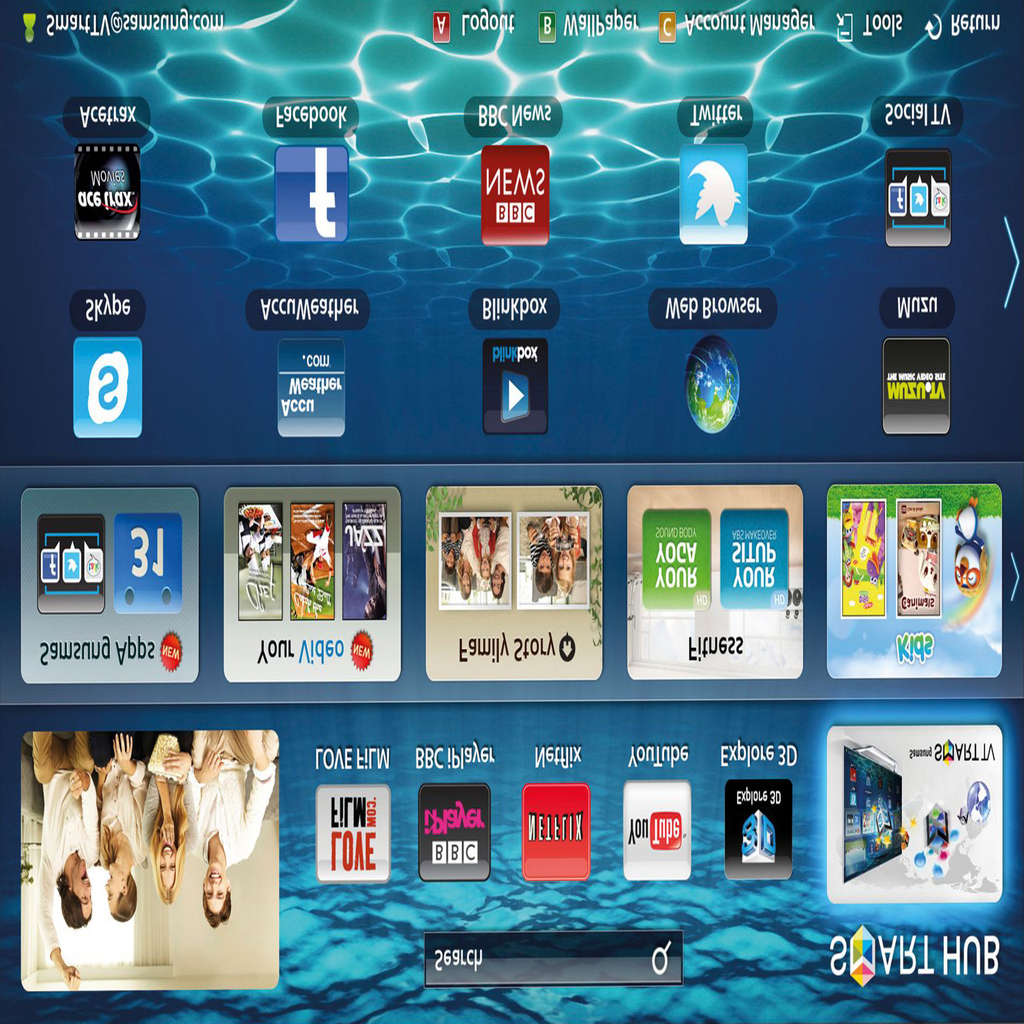 SMART HUB
Search
LOVE FILM
BBC iPlayer
Netflix
YouTube
Explore 3D
LOVE
FiLM
.COM
BBC
iPlayer
NETFLIX
You Tube
Explore 3D
3D
Samsung SMART TV
Samsung Apps NEW
Your Video NEW
Family Story
Fitness
Kids
31
JAZZ
YOUR
YOGA
SOUND BODY
HD
YOUR
SITUP
ABS MAKEOVER
HD
Skype
AccuWeather
Blinkbox
Web Browser
Muzu
S
Accu
Weather
.com
blinkbox
MUZU.TV
THE MUSIC VIDEO SITE
Acetrax
Facebook
BBC News
Twitter
Social TV
ace trax
Movies
f
BBC
NEWS
SmartTV@samsung.com
A Logout
B WallPaper
C Account Manager
Tools
Return